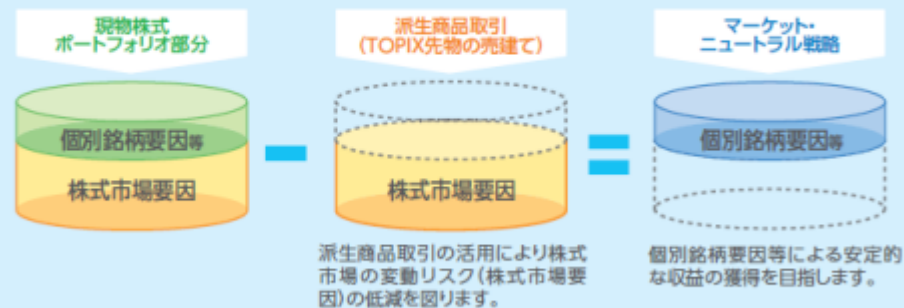 現物株式
ポートフォリオ部分
派生商品取引
(TOPIX先物の売建て)
マーケット・
ニュートラル戦略
個別銘柄要因等
株式市場要因
株式市場要因
個別銘柄要因等
派生商品取引の活用により株式
市場の変動リスク(株式市場要
因)の低減を図ります。
個別銘柄要因等による安定的
な収益の獲得を目指します。